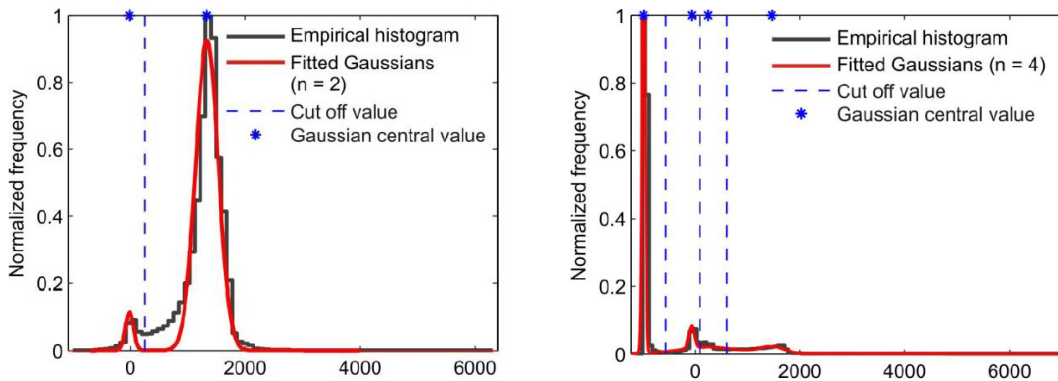 1
0.8
0.6
0.4
0.2
0
Normalized frequency
Empirical histogram
Fitted Gaussians
(n = 2)
Cut off value
Gaussian central value
0 2000 4000 6000
1
0.8
0.6
0.4
0.2
0
Normalized frequency
Empirical histogram
Fitted Gaussians (n = 4)
Cut off value
Gaussian central value
0 2000 4000 6000